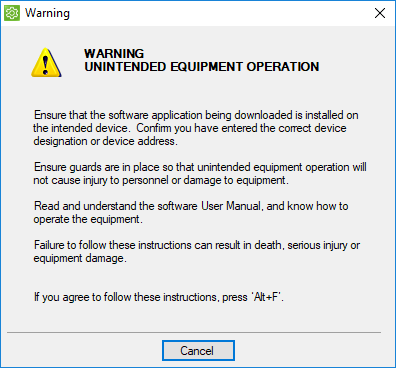 Warning
WARNING
UNINTENDED EQUIPMENT OPERATION
Ensure that the software application being downloaded is installed on
the intended device.  Confirm you have entered the correct device
designation or device address.
Ensure guards are in place so that unintended equipment operation will
not cause injury to personnel or damage to equipment.
Read and understand the software User Manual, and know how to
operate the equipment.
Failure to follow these instructions can result in death, serious injury or
equipment damage.
If you agree to follow these instructions, press 'Alt+F'.
Cancel